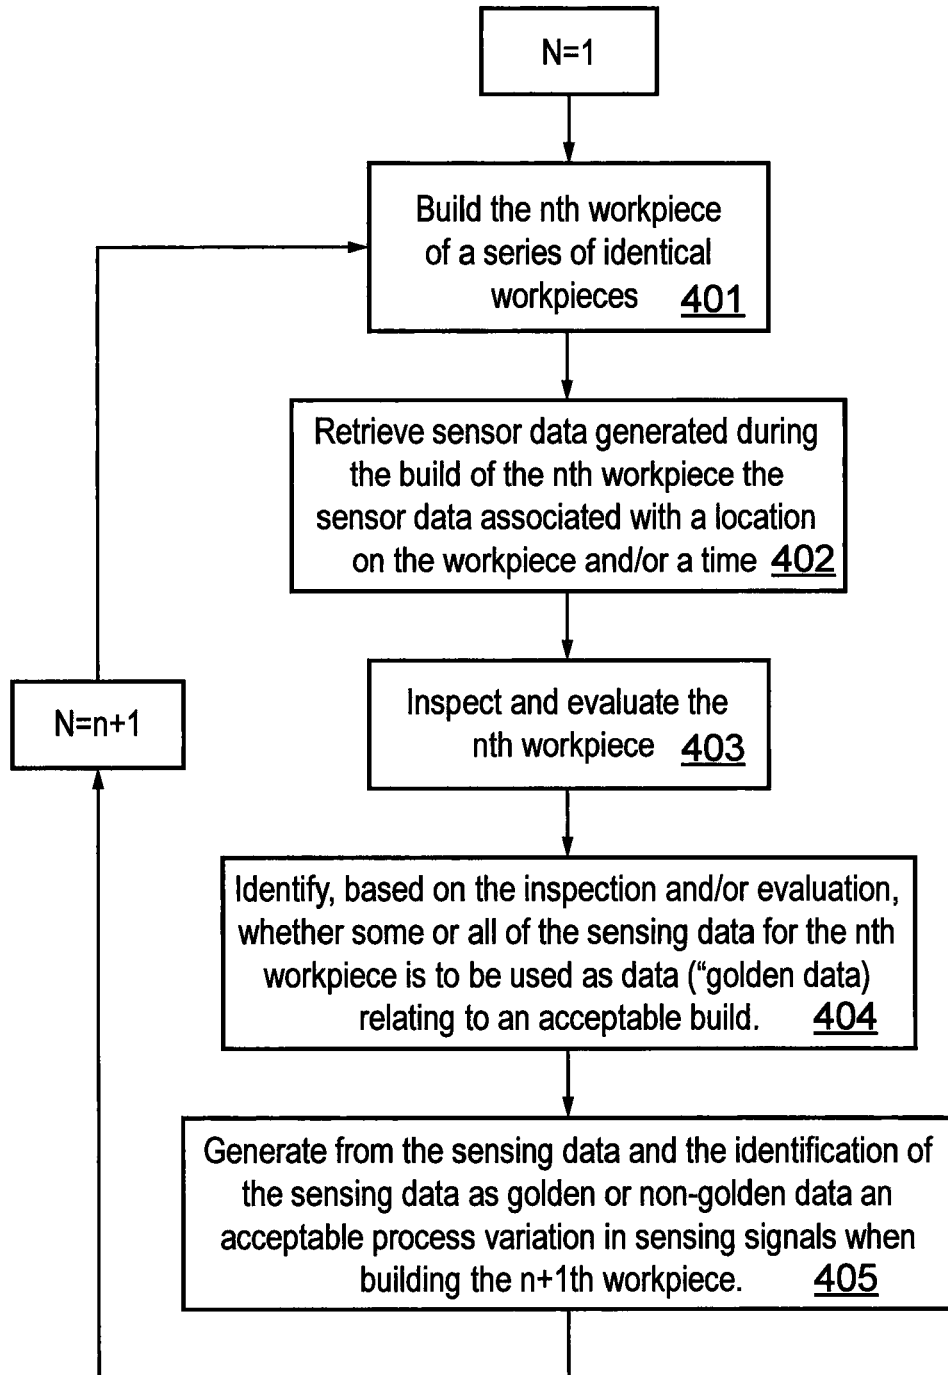 N=1
Build the nth workpiece
of a series of identical
workpieces 401
Retrieve sensor data generated during
the build of the nth workpiece the
sensor data associated with a location
on the workpiece and/or a time 402
N=n+1
Inspect and evaluate the
nth workpiece 403
Identify, based on the inspection and/or evaluation,
whether some or all of the sensing data for the nth
workpiece is to be used as data (“golden data)
relating to an acceptable build. 404
Generate from the sensing data and the identification of
the sensing data as golden or non-golden data an
acceptable process variation in sensing signals when
building the n+1th workpiece. 405